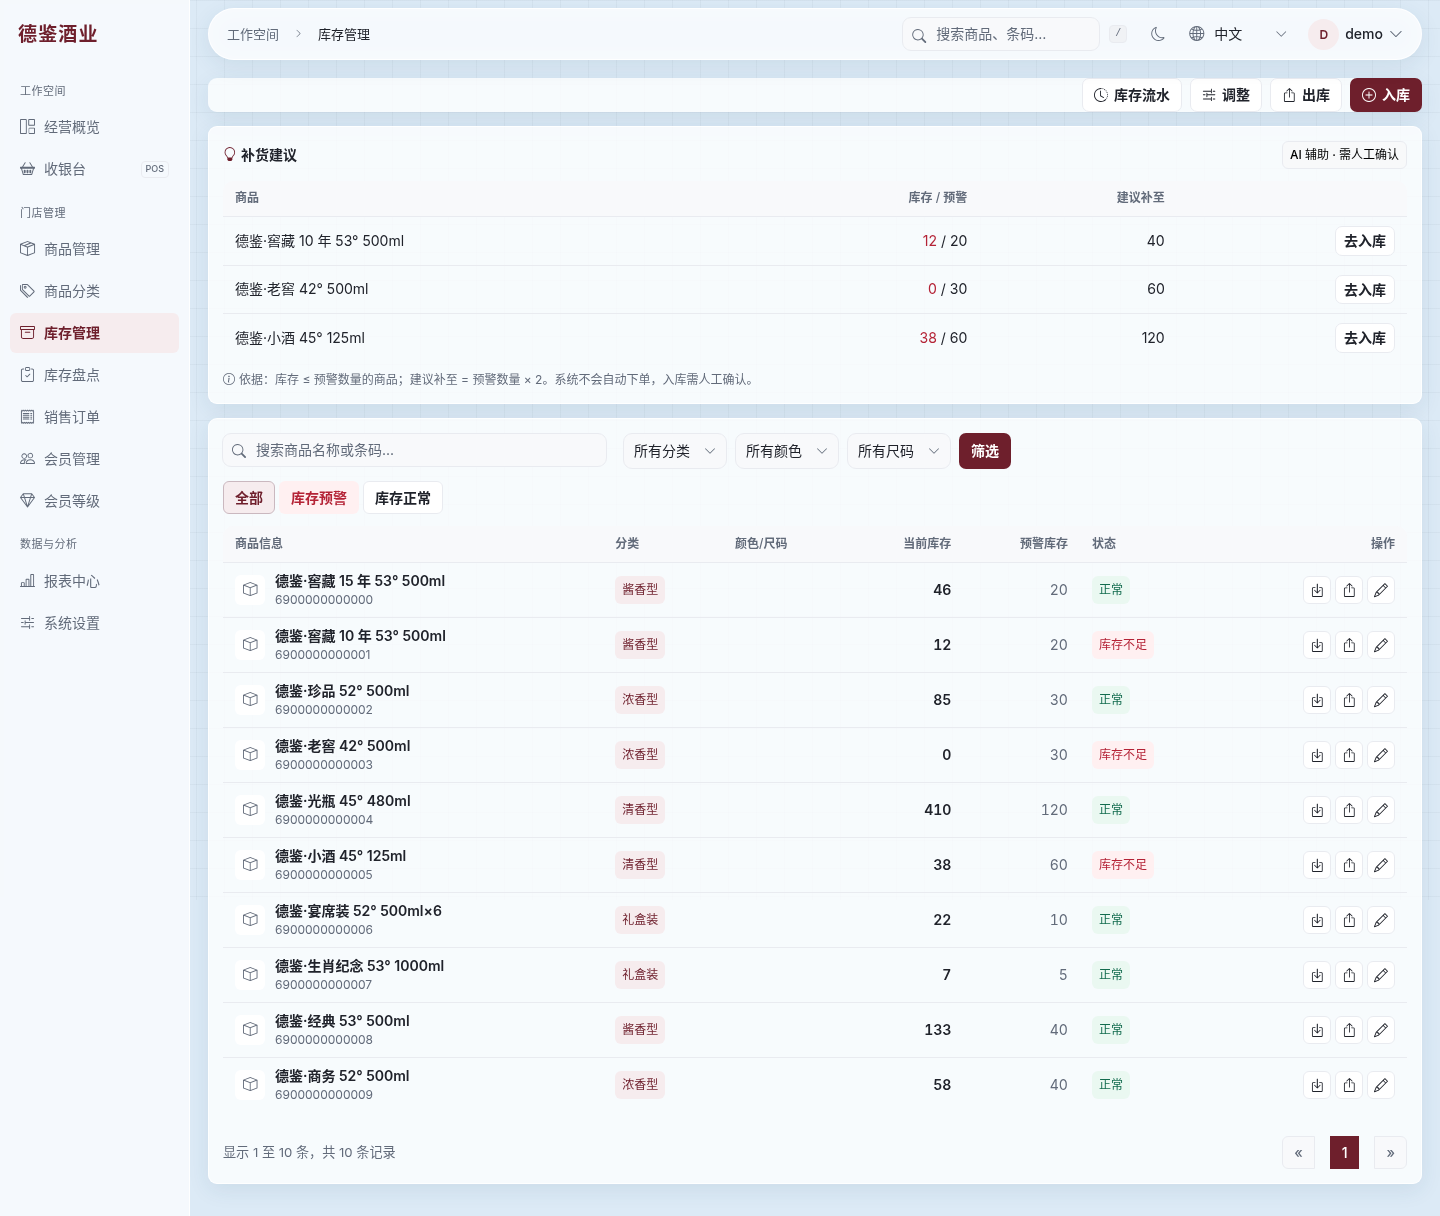 德鉴酒业
工作空间
经营概览
收银台 POS
门店管理
商品管理
商品分类
库存管理
库存盘点
销售订单
会员管理
会员等级
数据与分析
报表中心
系统设置
工作空间 库存管理 搜索商品、条码... / 中文 D demo
库存流水 调整 出库 入库
补货建议 AI 辅助 · 需人工确认
商品 库存 / 预警 建议补至
德鉴·窖藏 10 年 53° 500ml 12 / 20 40 去入库
德鉴·老窖 42° 500ml 0 / 30 60 去入库
德鉴·小酒 45° 125ml 38 / 60 120 去入库
依据：库存 ≤ 预警数量的商品；建议补至 = 预警数量 × 2。系统不会自动下单，入库需人工确认。
搜索商品名称或条码... 所有分类 所有颜色 所有尺码 筛选
全部 库存预警 库存正常
商品信息 分类 颜色/尺码 当前库存 预警库存 状态 操作
德鉴·窖藏 15 年 53° 500ml 酱香型 46 20 正常
6900000000000
德鉴·窖藏 10 年 53° 500ml 酱香型 12 20 库存不足
6900000000001
德鉴·珍品 52° 500ml 浓香型 85 30 正常
6900000000002
德鉴·老窖 42° 500ml 浓香型 0 30 库存不足
6900000000003
德鉴·光瓶 45° 480ml 清香型 410 120 正常
6900000000004
德鉴·小酒 45° 125ml 清香型 38 60 库存不足
6900000000005
德鉴·宴席装 52° 500ml×6 礼盒装 22 10 正常
6900000000006
德鉴·生肖纪念 53° 1000ml 礼盒装 7 5 正常
6900000000007
德鉴·经典 53° 500ml 酱香型 133 40 正常
6900000000008
德鉴·商务 52° 500ml 浓香型 58 40 正常
6900000000009
显示 1 至 10 条，共 10 条记录 « 1 »